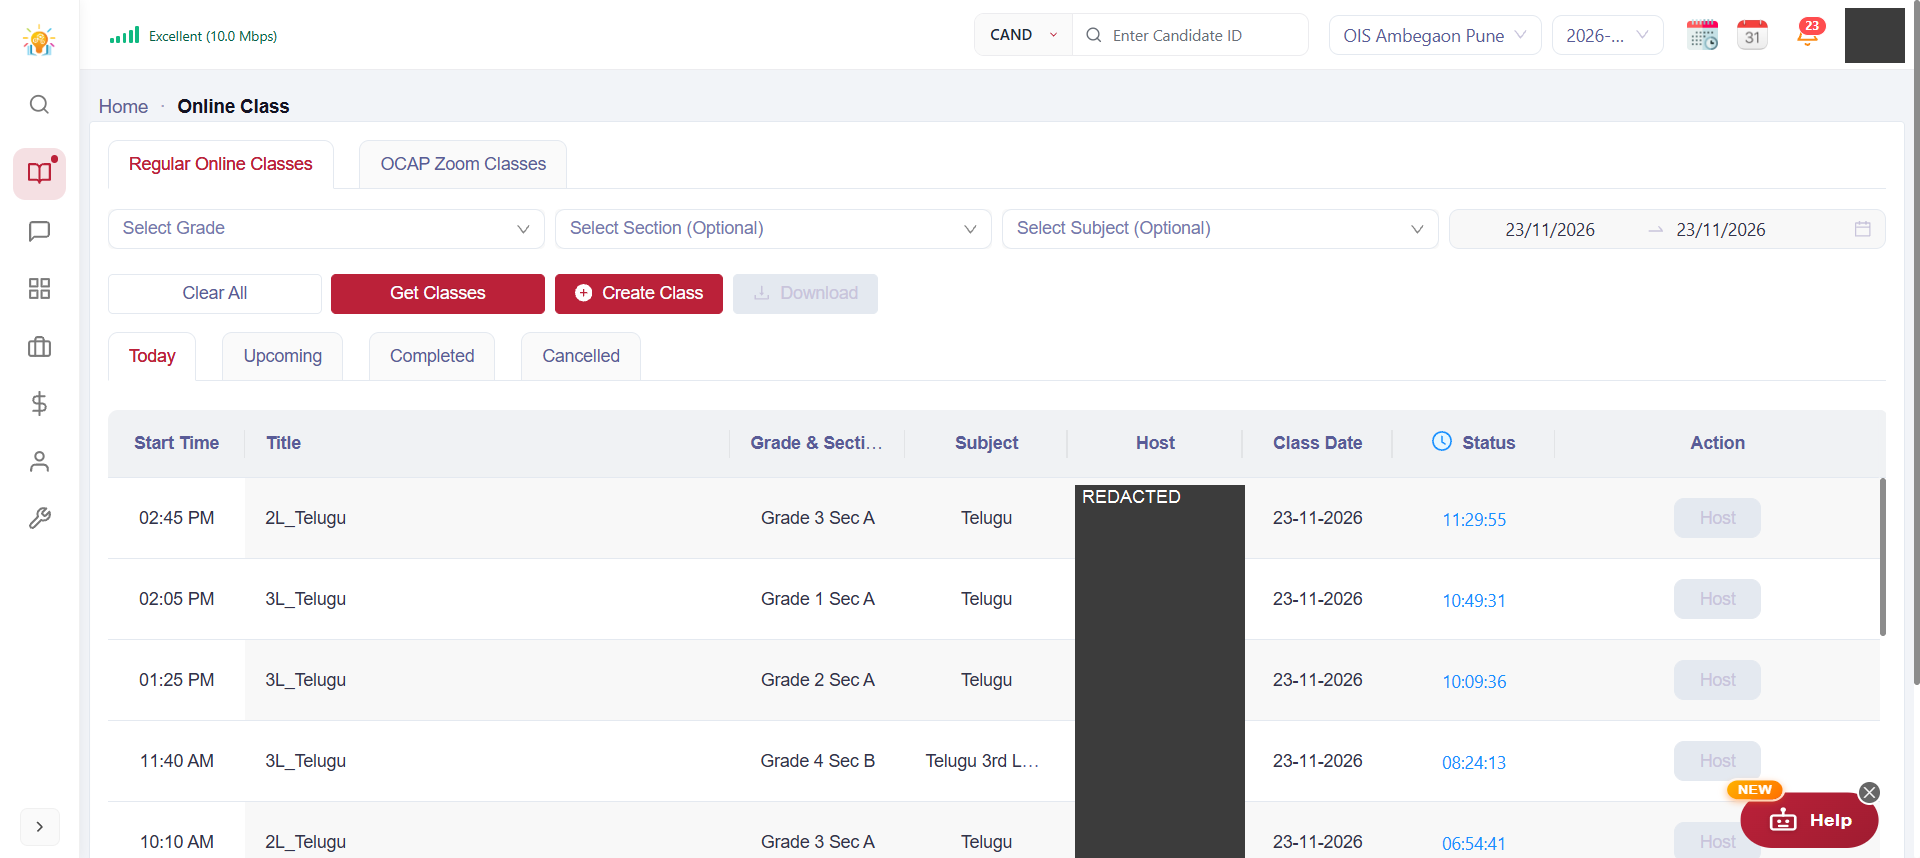 Excellent (10.0 Mbps)
CAND
Enter Candidate ID
OIS Ambegaon Pune
2026-...
31
23
Home · Online Class
Regular Online Classes
OCAP Zoom Classes
Select Grade
Select Section (Optional)
Select Subject (Optional)
23/11/2026 → 23/11/2026
Clear All
Get Classes
Create Class
Download
Today
Upcoming
Completed
Cancelled
Start Time Title Grade & Secti... Subject Host Class Date Status Action
REDACTED
02:45 PM 2L_Telugu Grade 3 Sec A Telugu 23-11-2026 11:29:55 Host
02:05 PM 3L_Telugu Grade 1 Sec A Telugu 23-11-2026 10:49:31 Host
01:25 PM 3L_Telugu Grade 2 Sec A Telugu 23-11-2026 10:09:36 Host
11:40 AM 3L_Telugu Grade 4 Sec B Telugu 3rd L... 23-11-2026 08:24:13 Host
10:10 AM 2L_Telugu Grade 3 Sec A Telugu 23-11-2026 06:54:41 Host
NEW
Help